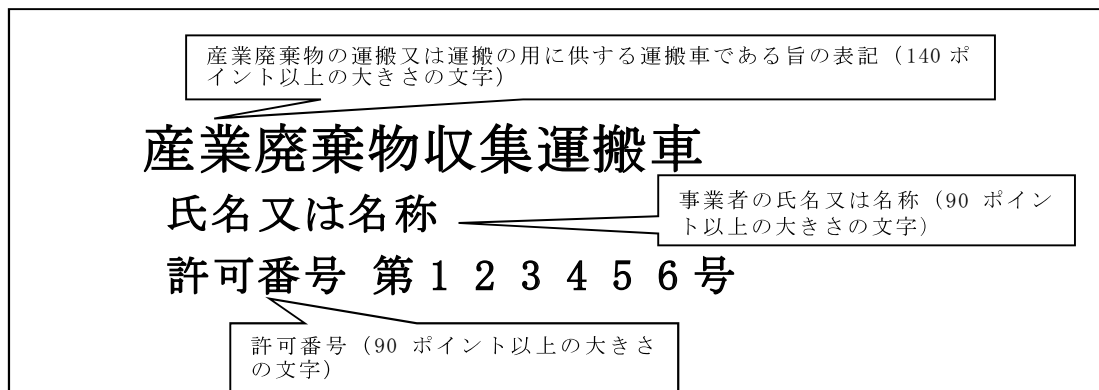 産業廃棄物の運搬又は運搬の用に供する運搬車である旨の表記（140 ポ
イント以上の大きさの文字）
産業廃棄物収集運搬車
氏名又は名称
事業者の氏名又は名称（90 ポイン
ト以上の大きさの文字）
許可番号 第１２３４５６号
許可番号（90 ポイント以上の大きさ
の文字）